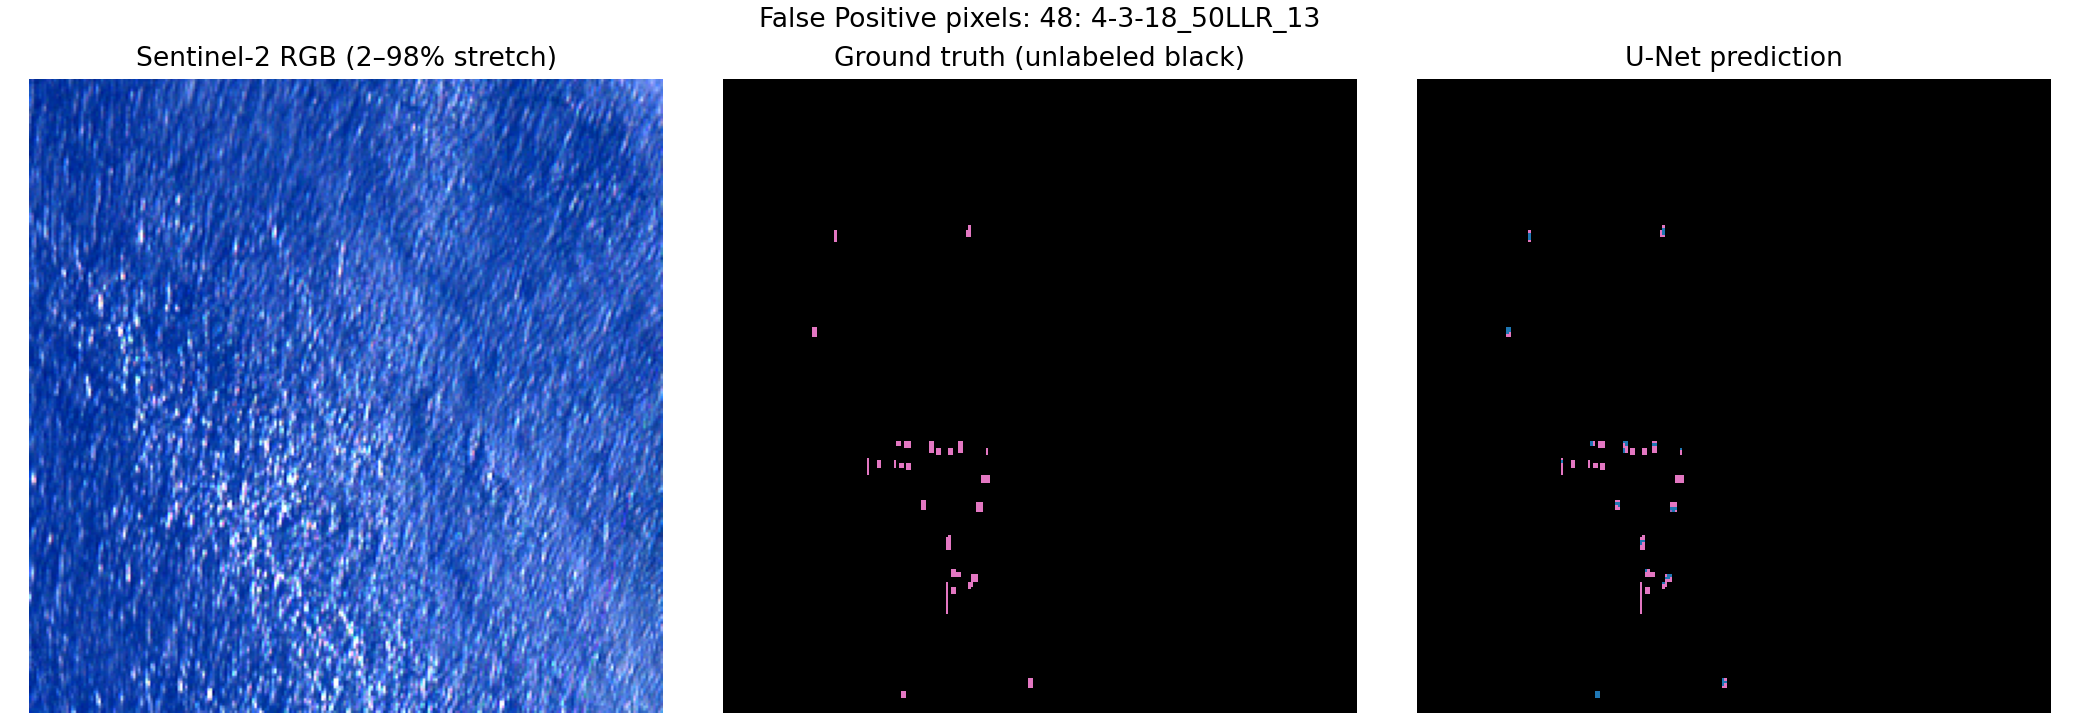 False Positive pixels: 48: 4-3-18_50LLR_13
Sentinel-2 RGB (2–98% stretch)
Ground truth (unlabeled black)
U-Net prediction